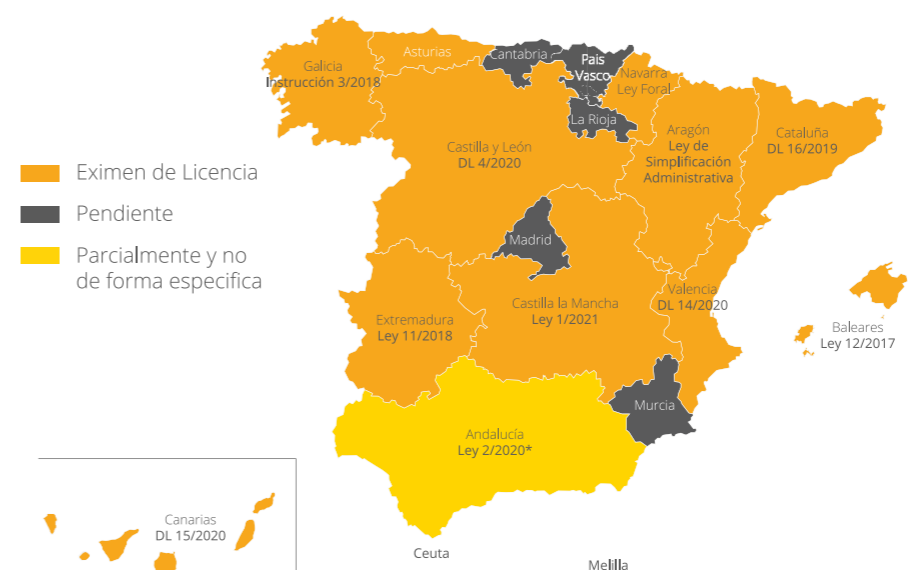 Asturias
Cantabria
Pais
Vasco
Galicia
Instrucción 3/2018
Navarra
Ley Foral
La Rioja
Castilla y León
DL 4/2020
Aragón
Ley de
Simplificación
Administrativa
Cataluña
DL 16/2019
Eximen de Licencia
Pendiente
Parcialmente y no
de forma especifica
Madrid
Castilla la Mancha
Ley 1/2021
Valencia
DL 14/2020
Extremadura
Ley 11/2018
Baleares
Ley 12/2017
Murcia
Andalucía
Ley 2/2020*
Canarias
DL 15/2020
Ceuta
Melilla